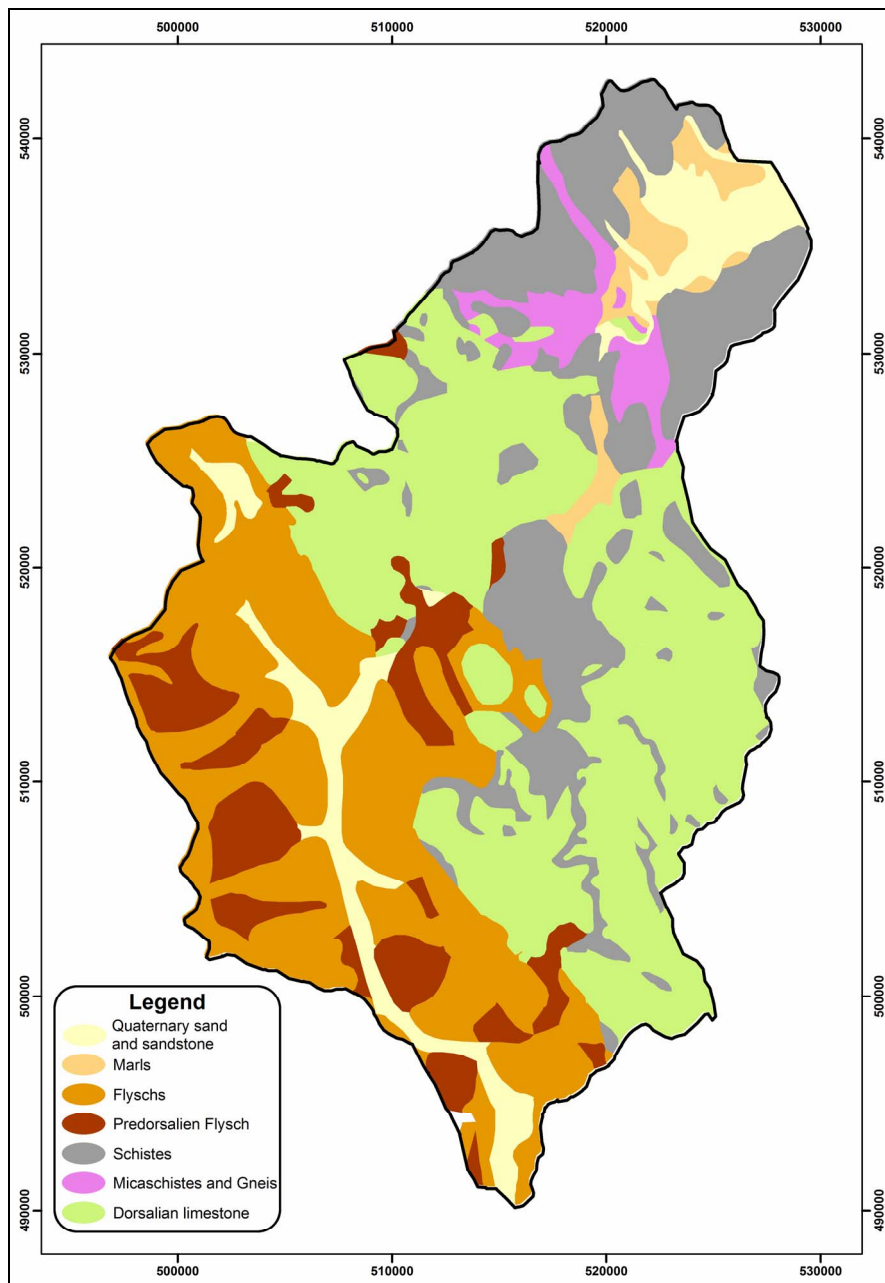 500000 510000 520000 530000
540000 540000
530000 530000
520000 520000
510000 510000
500000 500000
490000 490000
Legend
Quaternary sand
and sandstone
Marls
Flyschs
Predorsalien Flysch
Schistes
Micaschistes and Gneis
Dorsalian limestone
500000 510000 520000 530000